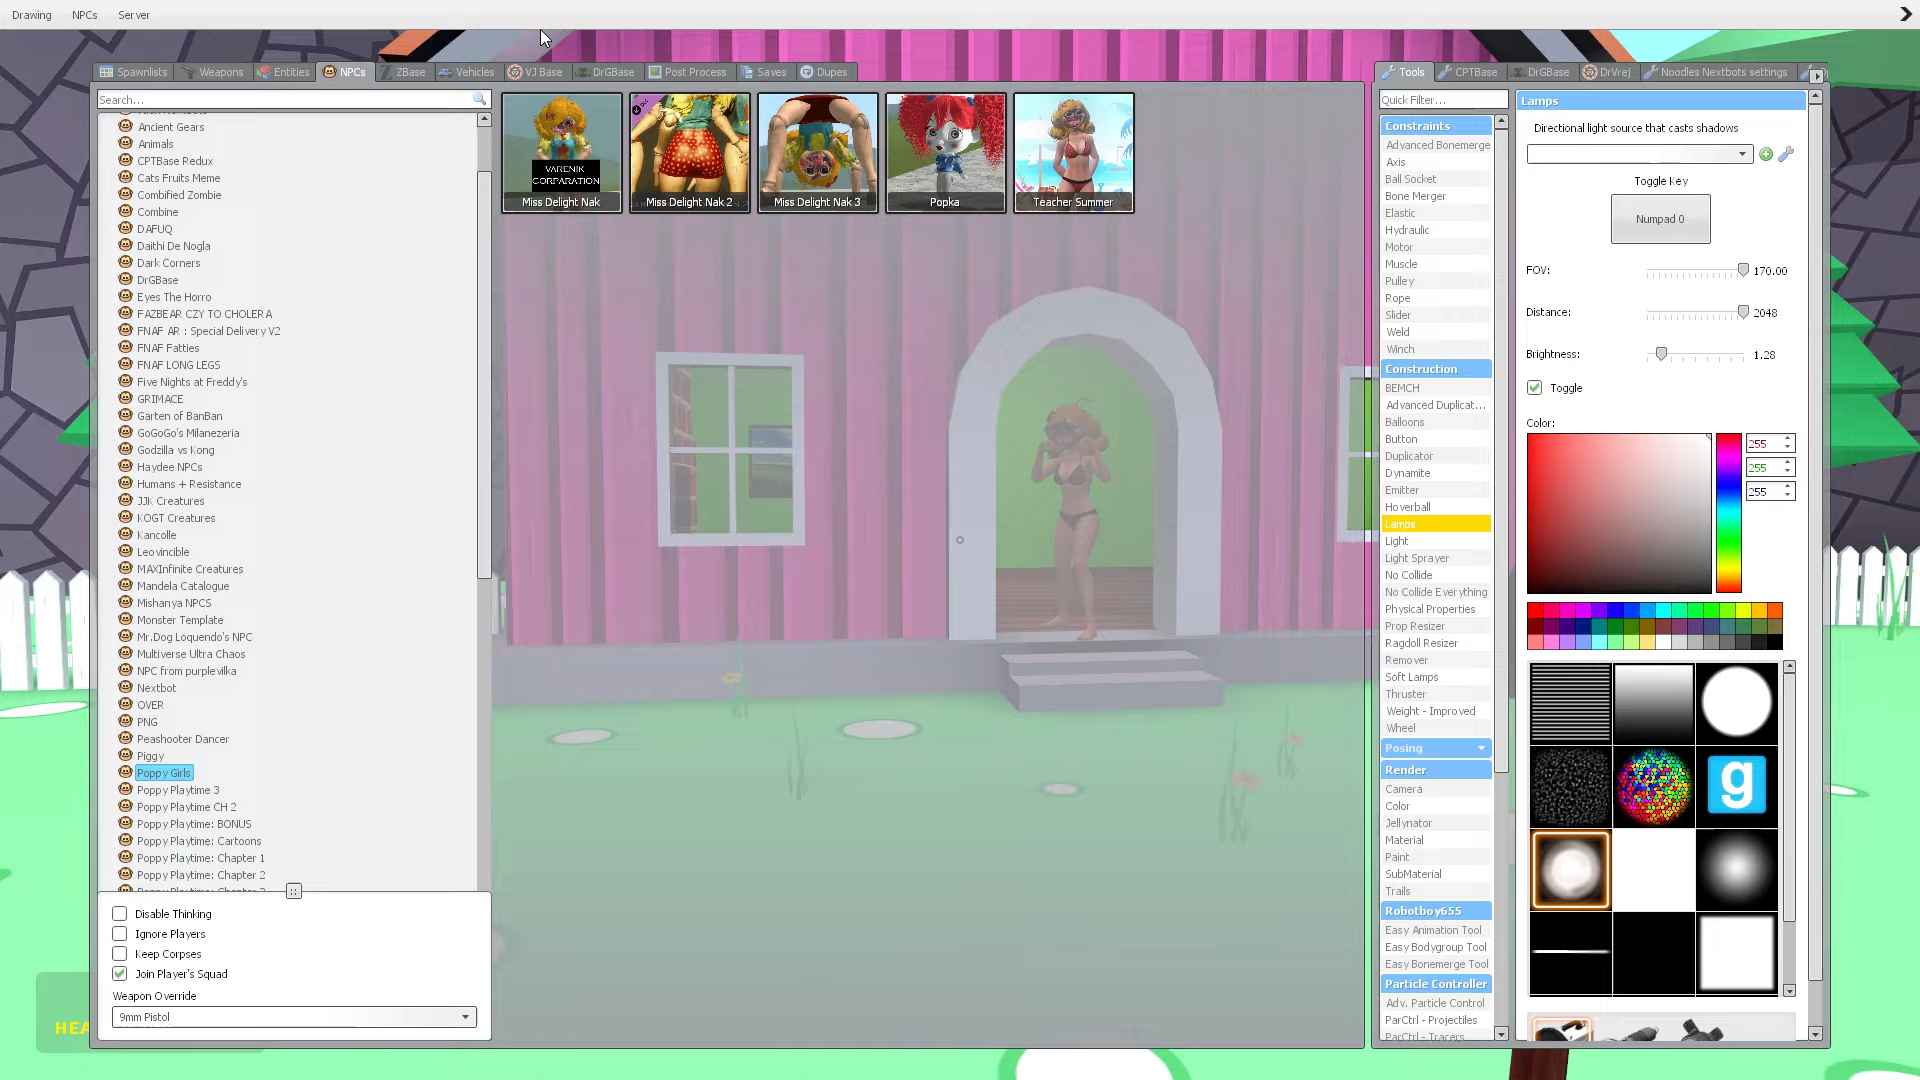 Drawing NPCs Server
Spawnlists Weapons Entities NPCs ZBase Vehicles VJ Base DrGBase Post Process Saves Dupes
Tools CPTBase DrGBase DrVrej Noodles Nextbots settings
Search...
Ancient Gears
Animals
CPTBase Redux
Cats Fruits Meme
Combified Zombie
Combine
DAFUQ
Daithi De Nogla
Dark Corners
DrGBase
Eyes The Horro
FAZBEAR CZY TO CHOLERA
FNAF AR : Special Delivery V2
FNAF Fatties
FNAF LONG LEGS
Five Nights at Freddy's
GRIMACE
Garten of BanBan
GoGoGo's Milanezeria
Godzilla vs Kong
Haydee NPCs
Humans + Resistance
JJK Creatures
KOGT Creatures
Kancolle
Leovincible
MAXInfinite Creatures
Mandela Catalogue
Mishanya NPCS
Monster Template
Mr.Dog Loquendo's NPC
Multiverse Ultra Chaos
NPC from purplevilka
Nextbot
OVER
PNG
Peashooter Dancer
Piggy
Poppy Girls
Poppy Playtime 3
Poppy Playtime CH 2
Poppy Playtime: BONUS
Poppy Playtime: Cartoons
Poppy Playtime: Chapter 1
Poppy Playtime: Chapter 2
Disable Thinking
Ignore Players
Keep Corpses
Join Player's Squad
Weapon Override
9mm Pistol
HEA
VARENIK
CORPARATION
Miss Delight Nak
Miss Delight Nak 2
Miss Delight Nak 3
Popka
Teacher Summer
Quick Filter...
Constraints
Advanced Bonemerge
Axis
Ball Socket
Bone Merger
Elastic
Hydraulic
Motor
Muscle
Pulley
Rope
Slider
Weld
Winch
Construction
BEMCH
Advanced Duplicat...
Balloons
Button
Duplicator
Dynamite
Emitter
Hoverball
Lamps
Light
Light Sprayer
No Collide
No Collide Everything
Physical Properties
Prop Resizer
Ragdoll Resizer
Remover
Soft Lamps
Thruster
Weight - Improved
Wheel
Posing
Render
Camera
Color
Jellynator
Material
Paint
SubMaterial
Trails
Robotboy655
Easy Animation Tool
Easy Bodygroup Tool
Easy Bonemerge Tool
Particle Controller
Adv. Particle Control
ParCtrl - Projectiles
ParCtrl - Tracers
Lamps
Directional light source that casts shadows
Toggle Key
Numpad 0
FOV: 170.00
Distance: 2048
Brightness: 1.28
Toggle
Color:
255
255
255
g